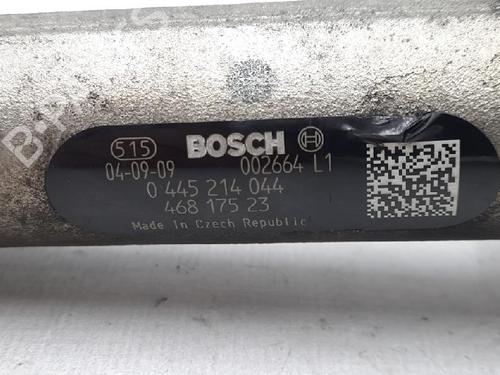 515 BOSCH
04-09-09 002664 L1
0 445 214 044
468 175 23
Made in Czech Republic